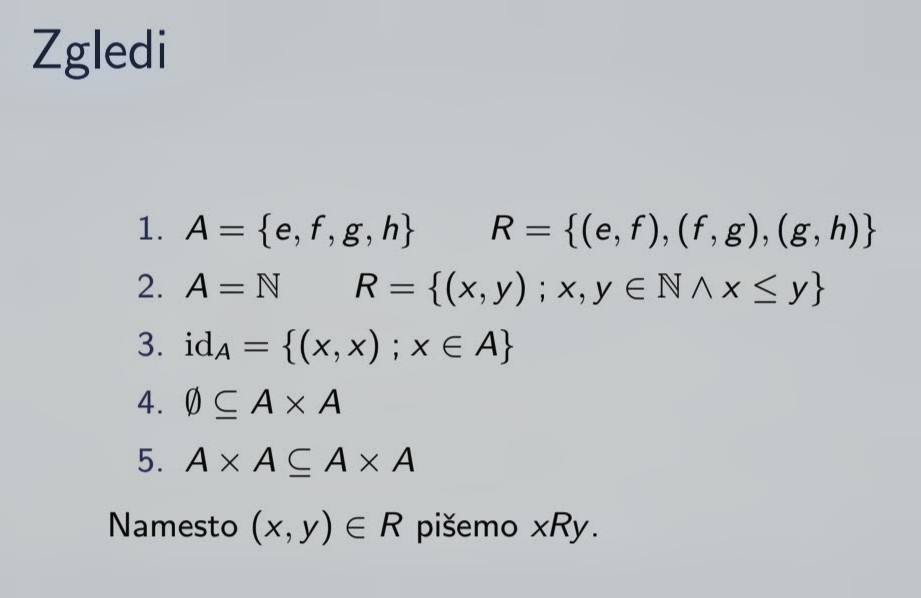 Zgledi
1. A = {e, f, g, h} R = {(e, f), (f, g), (g, h)}
2. A = ℕ R = {(x, y) ; x, y ∈ ℕ ∧ x ≤ y}
3. id_A = {(x, x) ; x ∈ A}
4. ∅ ⊆ A × A
5. A × A ⊆ A × A
Namesto (x, y) ∈ R pišemo xRy.